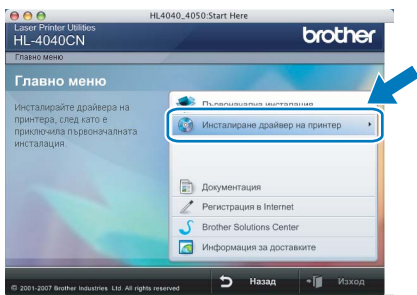 HL4040_4050:Start Here
Laser Printer Utilities
HL-4040CN
brother
Главно меню
Главно меню
Инсталирайте драйвера на
принтера, след като е
приключила първоначалната
инсталация.
Първоначална инсталация
Инсталиране драйвер на принтер
Документация
Регистрация в Internet
Brother Solutions Center
Информация за доставките
© 2001-2007 Brother Industries Ltd. All rights reserved
Назад
Изход